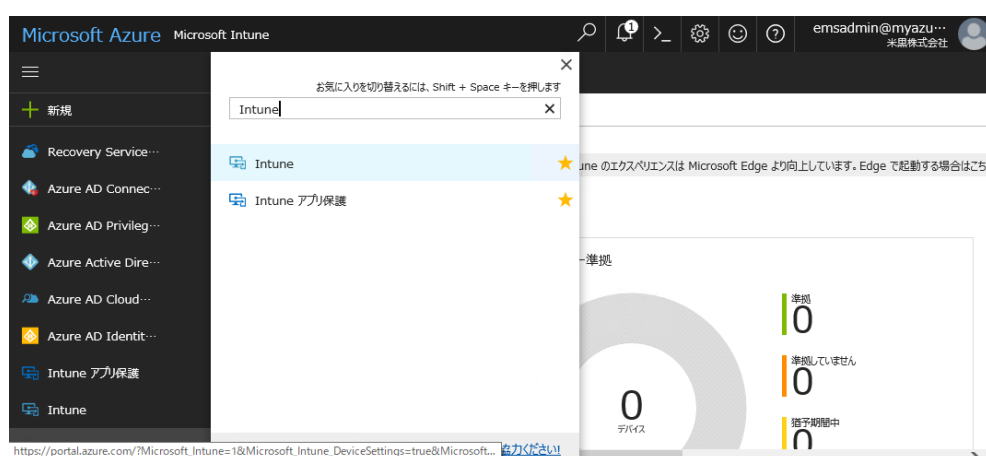 Microsoft Azure Microsoft Intune
1
emsadmin@myazu…
米黒株式会社
お気に入りを切り替えるには、Shift + Space キーを押します
新規
Intune
Recovery Service…
Azure AD Connec…
Azure AD Privileg…
Azure Active Dire…
Azure AD Cloud…
Azure AD Identit…
Intune アプリ保護
Intune
Intune
Intune アプリ保護
une のエクスペリエンスは Microsoft Edge より向上しています。Edge で起動する場合はこち
ー準拠
0
デバイス
準拠
0
準拠していません
0
猶予期間中
0
https://portal.azure.com/?Microsoft_Intune=1&Microsoft_Intune_DeviceSettings=true&Microsoft...
協力ください!